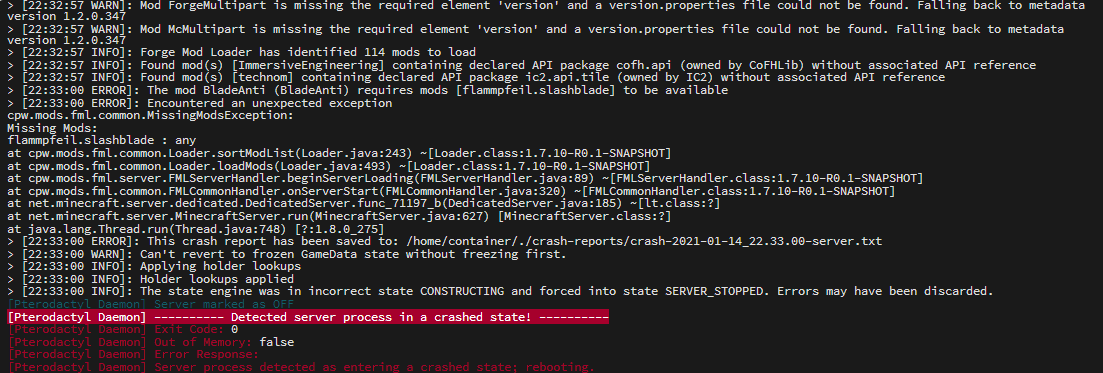 > [22:32:57 WARN]: Mod ForgeMultipart is missing the required element 'version' and a version.properties file could not be found. Falling back to metadata
version 1.2.0.347
> [22:32:57 WARN]: Mod McMultipart is missing the required element 'version' and a version.properties file could not be found. Falling back to metadata
version 1.2.0.347
> [22:32:57 INFO]: Forge Mod Loader has identified 114 mods to load
> [22:32:57 INFO]: Found mod(s) [ImmersiveEngineering] containing declared API package cofh.api (owned by CoFHLib) without associated API reference
> [22:32:57 INFO]: Found mod(s) [technom] containing declared API package ic2.api.tile (owned by IC2) without associated API reference
> [22:33:00 ERROR]: The mod BladeAnti (BladeAnti) requires mods [flammpfeil.slashblade] to be available
> [22:33:00 ERROR]: Encountered an unexpected exception
cpw.mods.fml.common.MissingModsException:
Missing Mods:
flammpfeil.slashblade : any
at cpw.mods.fml.common.Loader.sortModList(Loader.java:243) ~[Loader.class:1.7.10-R0.1-SNAPSHOT]
at cpw.mods.fml.common.Loader.loadMods(Loader.java:493) ~[Loader.class:1.7.10-R0.1-SNAPSHOT]
at cpw.mods.fml.server.FMLServerHandler.beginServerLoading(FMLServerHandler.java:89) ~[FMLServerHandler.class:1.7.10-R0.1-SNAPSHOT]
at cpw.mods.fml.common.FMLCommonHandler.onServerStart(FMLCommonHandler.java:320) ~[FMLCommonHandler.class:1.7.10-R0.1-SNAPSHOT]
at net.minecraft.server.dedicated.DedicatedServer.func_71197_b(DedicatedServer.java:185) ~[lt.class:?]
at net.minecraft.server.MinecraftServer.run(MinecraftServer.java:627) [MinecraftServer.class:?]
at java.lang.Thread.run(Thread.java:748) [?:1.8.0_275]
> [22:33:00 ERROR]: This crash report has been saved to: /home/container/./crash-reports/crash-2021-01-14_22.33.00-server.txt
> [22:33:00 WARN]: Can't revert to frozen GameData state without freezing first.
> [22:33:00 INFO]: Applying holder lookups
> [22:33:00 INFO]: Holder lookups applied
> [22:33:00 INFO]: The state engine was in incorrect state CONSTRUCTING and forced into state SERVER_STOPPED. Errors may have been discarded.
[Pterodactyl Daemon] Server marked as OFF
[Pterodactyl Daemon] ---------- Detected server process in a crashed state! ----------
[Pterodactyl Daemon] Exit Code: 0
[Pterodactyl Daemon] Out of Memory: false
[Pterodactyl Daemon] Error Response:
[Pterodactyl Daemon] Server process detected as entering a crashed state; rebooting.